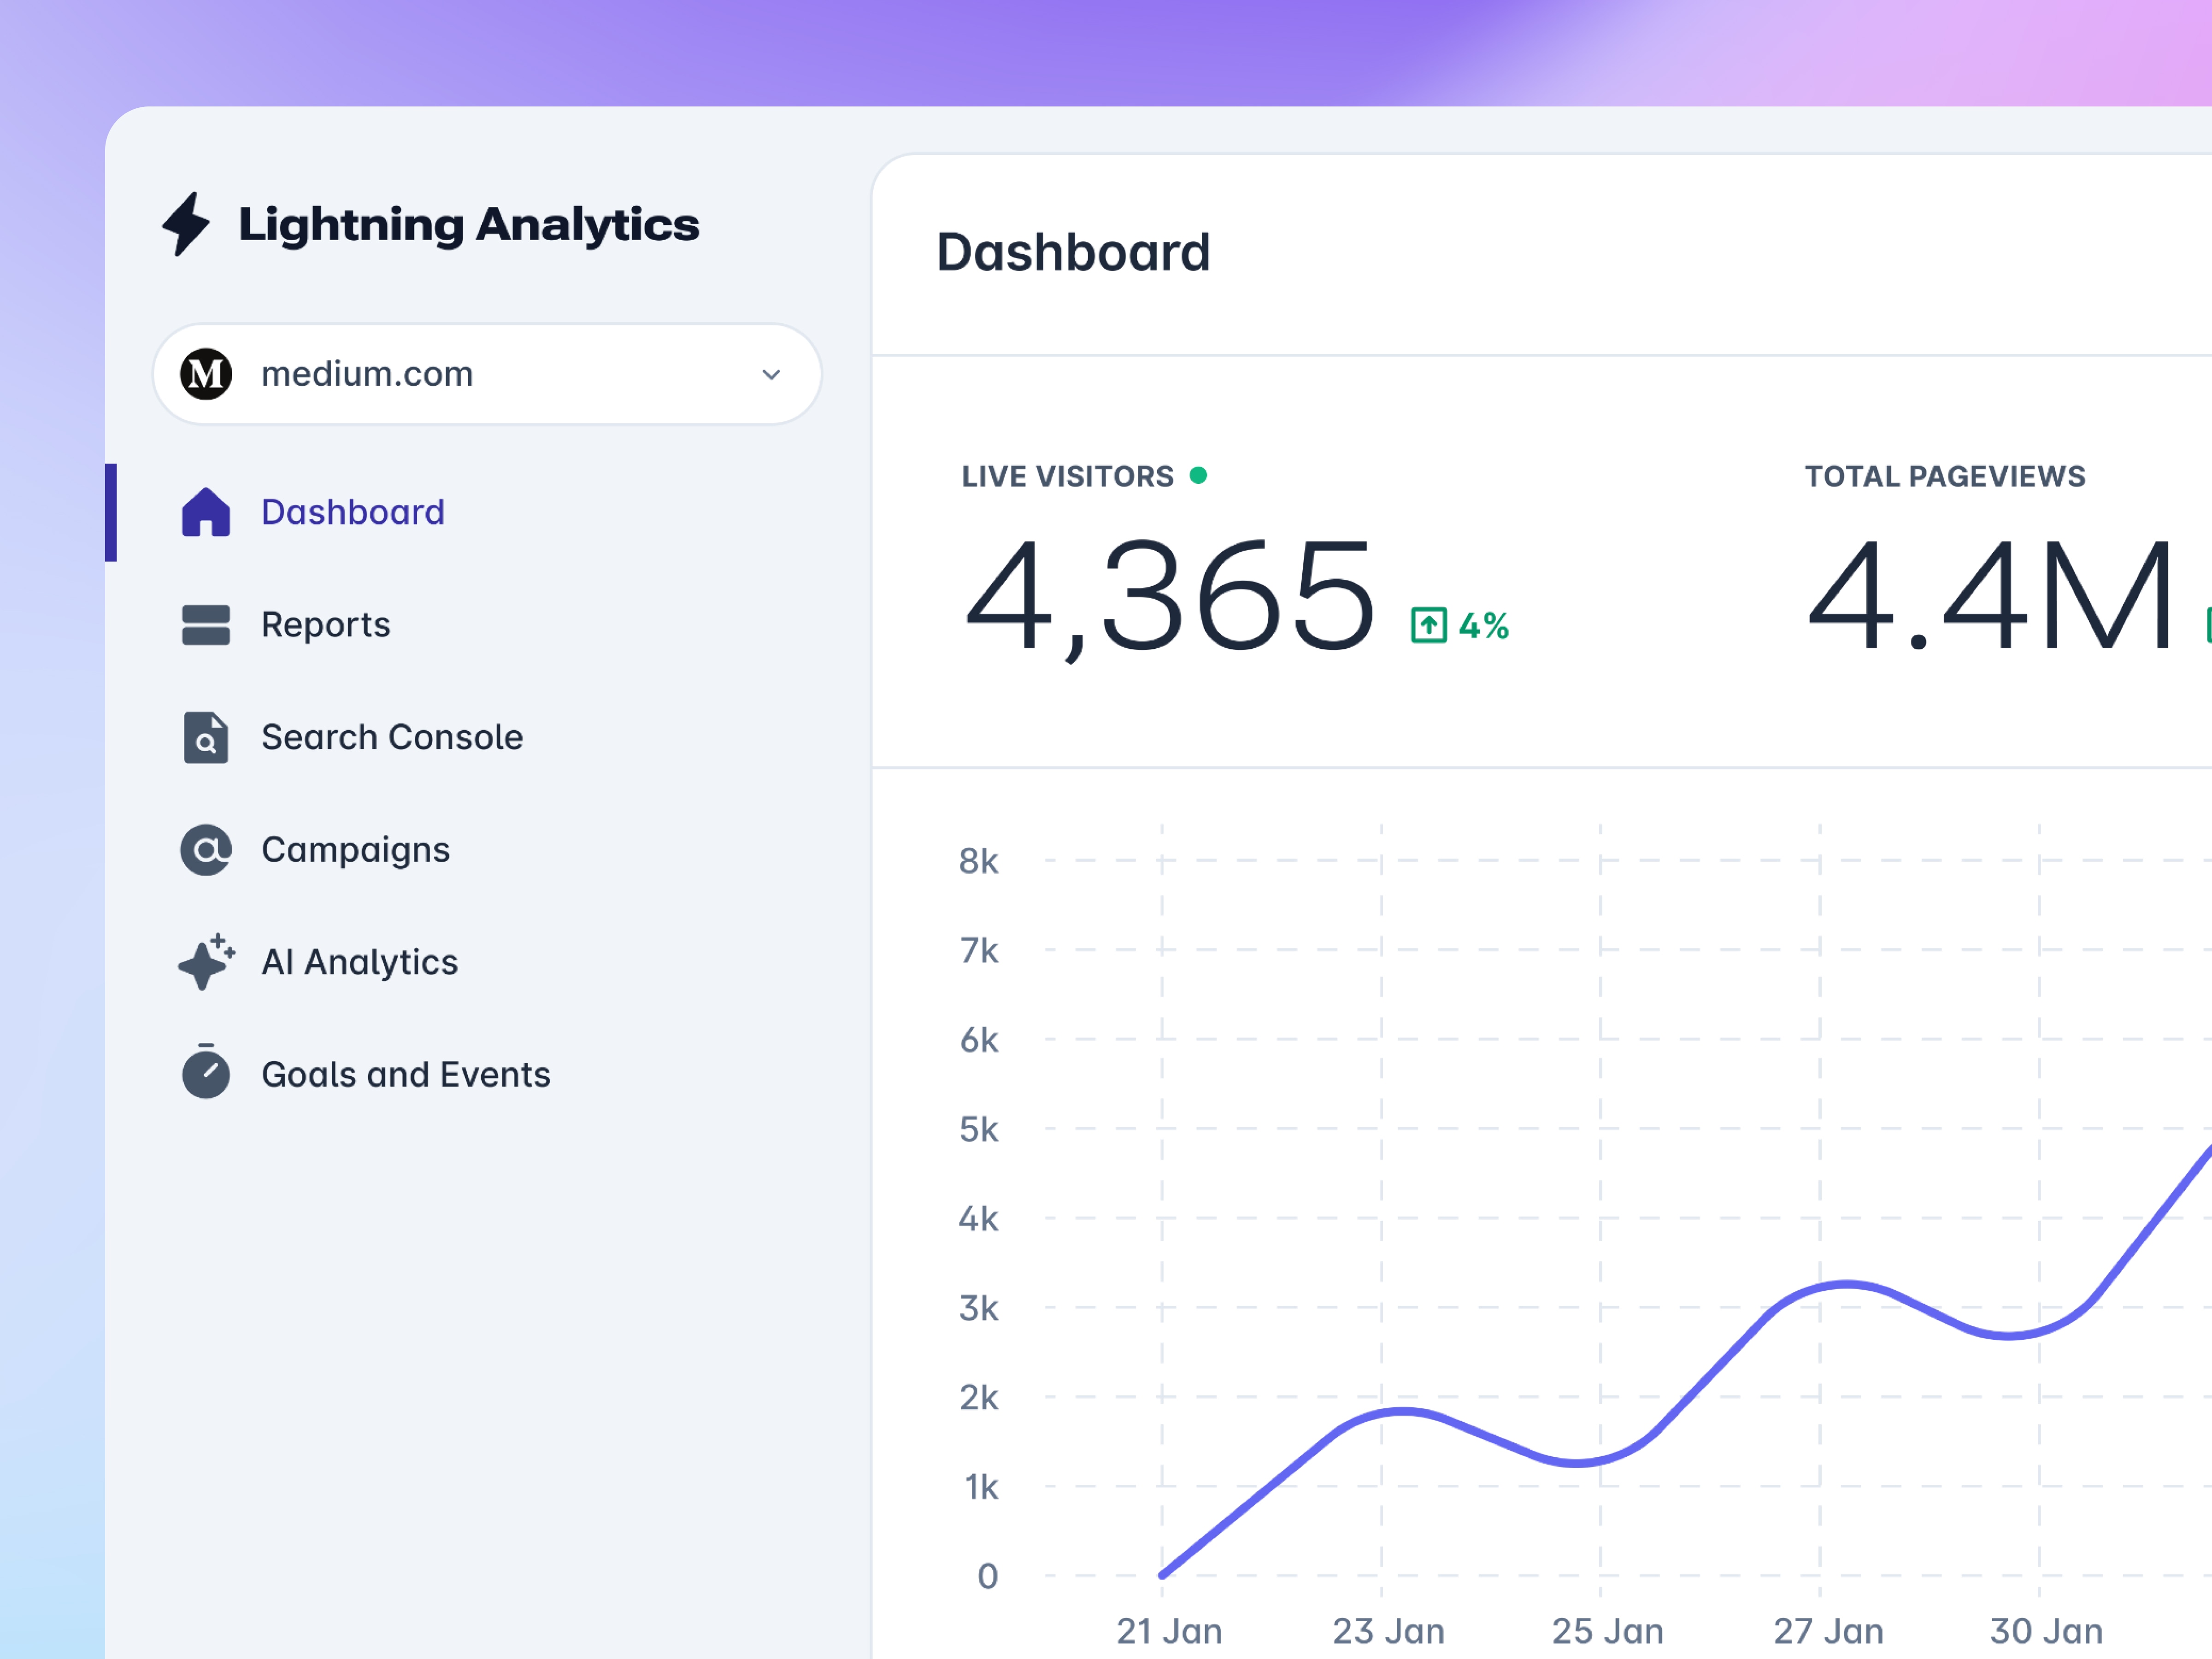 Lightning Analytics
M medium.com
Dashboard
Reports
Search Console
Campaigns
AI Analytics
Goals and Events
Dashboard
LIVE VISITORS
4,365 4%
TOTAL PAGEVIEWS
4.4M
8k
7k
6k
5k
4k
3k
2k
1k
0
21 Jan 23 Jan 25 Jan 27 Jan 30 Jan